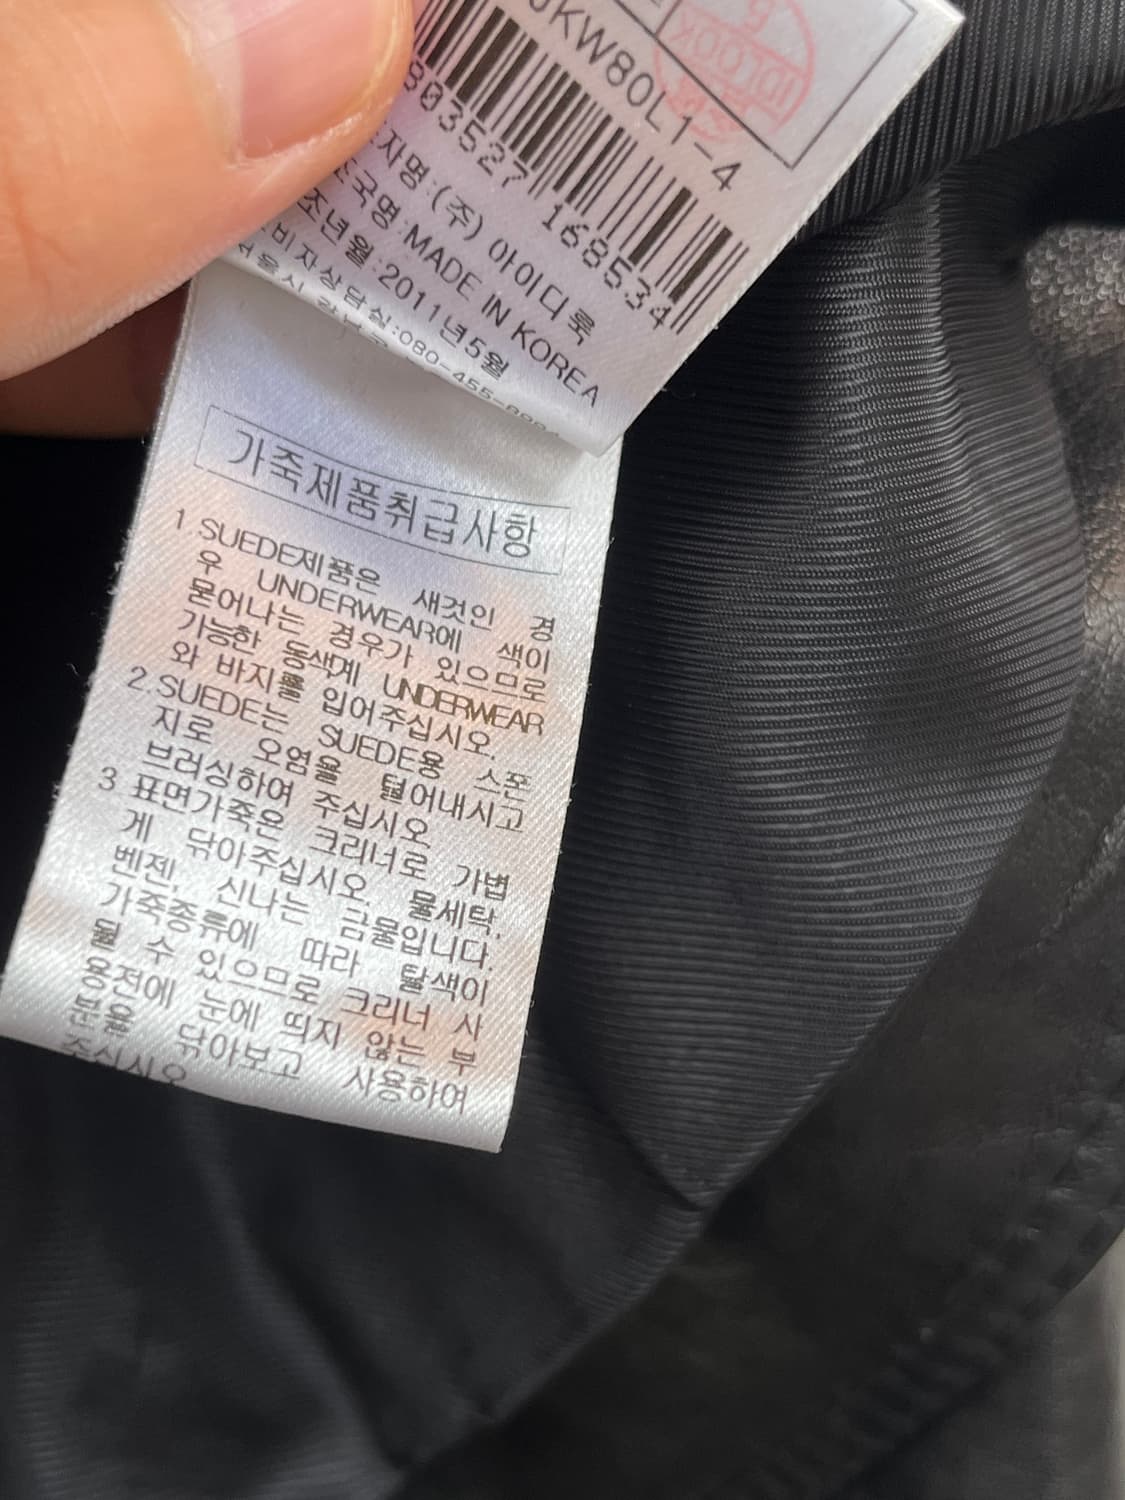 JKW80L1-4
803527 168534
자명:(주) 아이디룩
조국명:MADE IN KOREA
조년월:2011년5월
비자상담실:080-455-
서울시 강남구
IDLOOK
5
가죽제품취급사항
1.SUEDE제품은 새것인 경
우 UNDERWEAR에 색이
묻어나는 경우가 있으므로
가능한 동색계 UNDERWEAR
와 바지를 입어주십시오.
2.SUEDE는 SUEDE용 스폰
지로 오염을 털어내시고
브러싱하여 주십시오
3 표면가죽은 크리너로 가볍
게 닦아주십시오. 물세탁,
벤젠, 신나는 금물입니다.
가죽종류에 따라 탈색이
될 수 있으므로 크리너 사
용전에 눈에 띄지 않는 부
분을 닦아보고 사용하여
주십시오